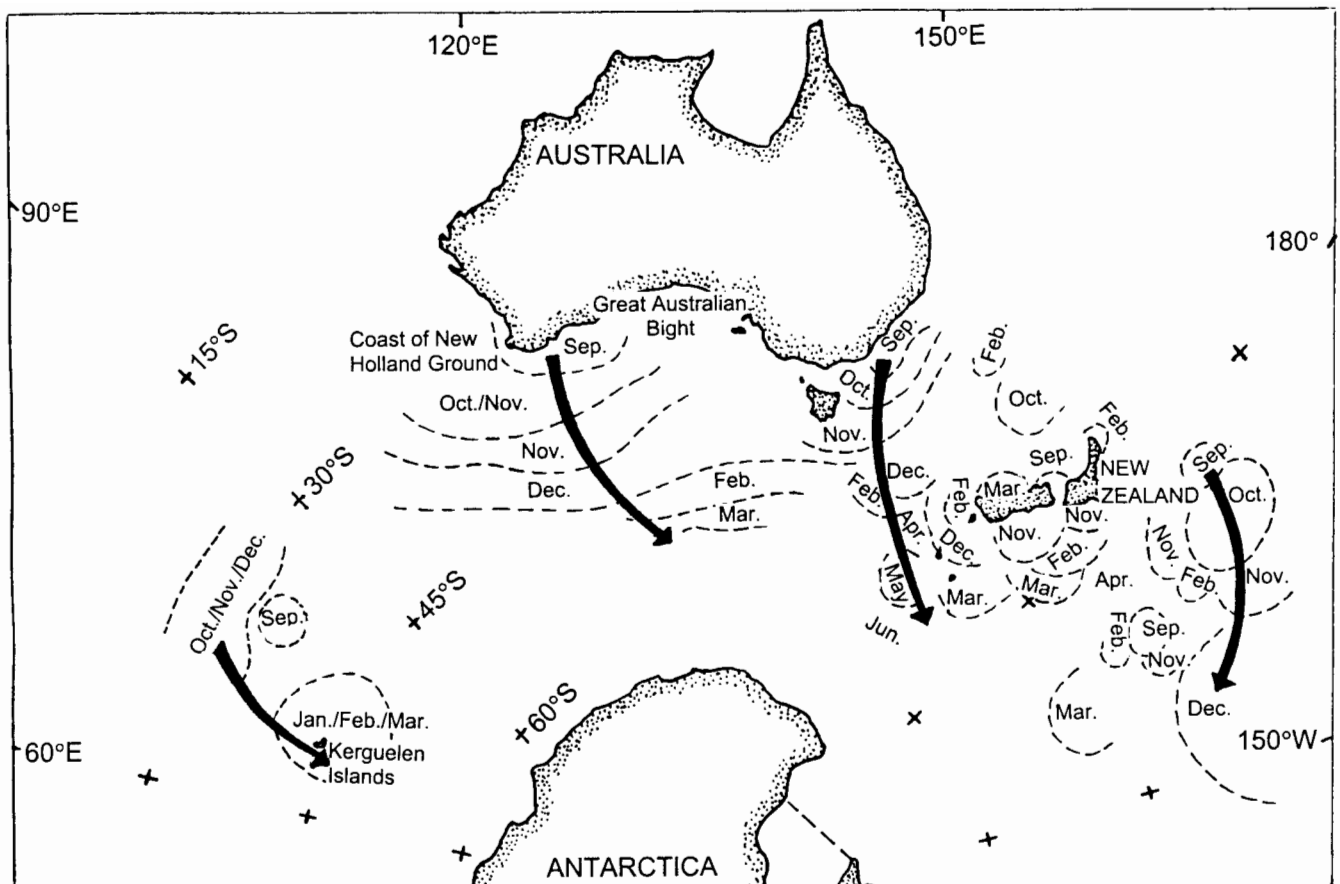 120°E
150°E
AUSTRALIA
90°E
180°
Great Australian
Bight
Coast of New
Holland Ground
Sep.
Sep.
Feb.
+15°S
Oct./Nov.
Oct.
Oct.
Feb.
Nov.
Nov.
Sep.
Sep.
NEW
ZEALAND
+30°S
Dec.
Feb.
Mar.
Feb.
Dec.
Feb.
Mar.
Oct.
Apr.
Nov.
Nov.
Dec.
Feb.
Nov.
Oct./Nov./Dec.
Sep.
+45°S
May
Mar.
Mar.
Apr.
Feb.
Nov.
Jun.
Feb.
Sep.
Nov.
Jan./Feb./Mar.
Kerguelen
Islands
+60°S
Mar.
Dec.
60°E
150°W
ANTARCTICA